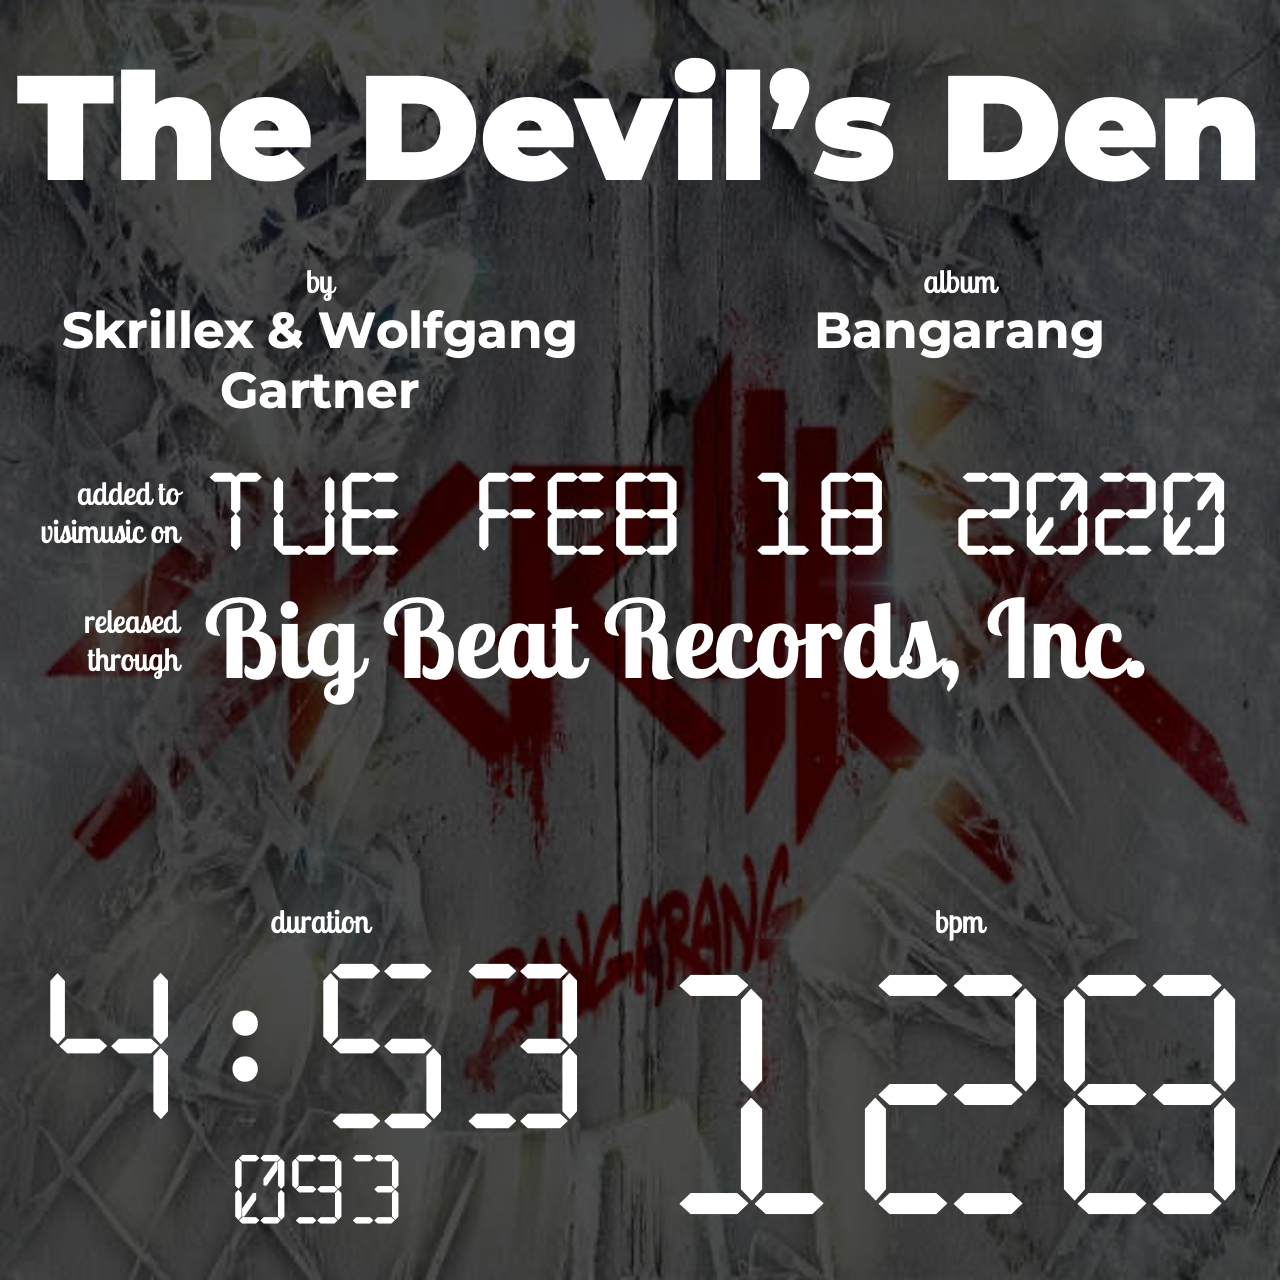 The Devil’s Den
by
Skrillex & Wolfgang
Gartner
album
Bangarang
added to
visimusic on
TUE FEB 18 2020
released
through
Big Beat Records, Inc.
SKRILLEX
BANGARANG
duration
4:53
093
bpm
128